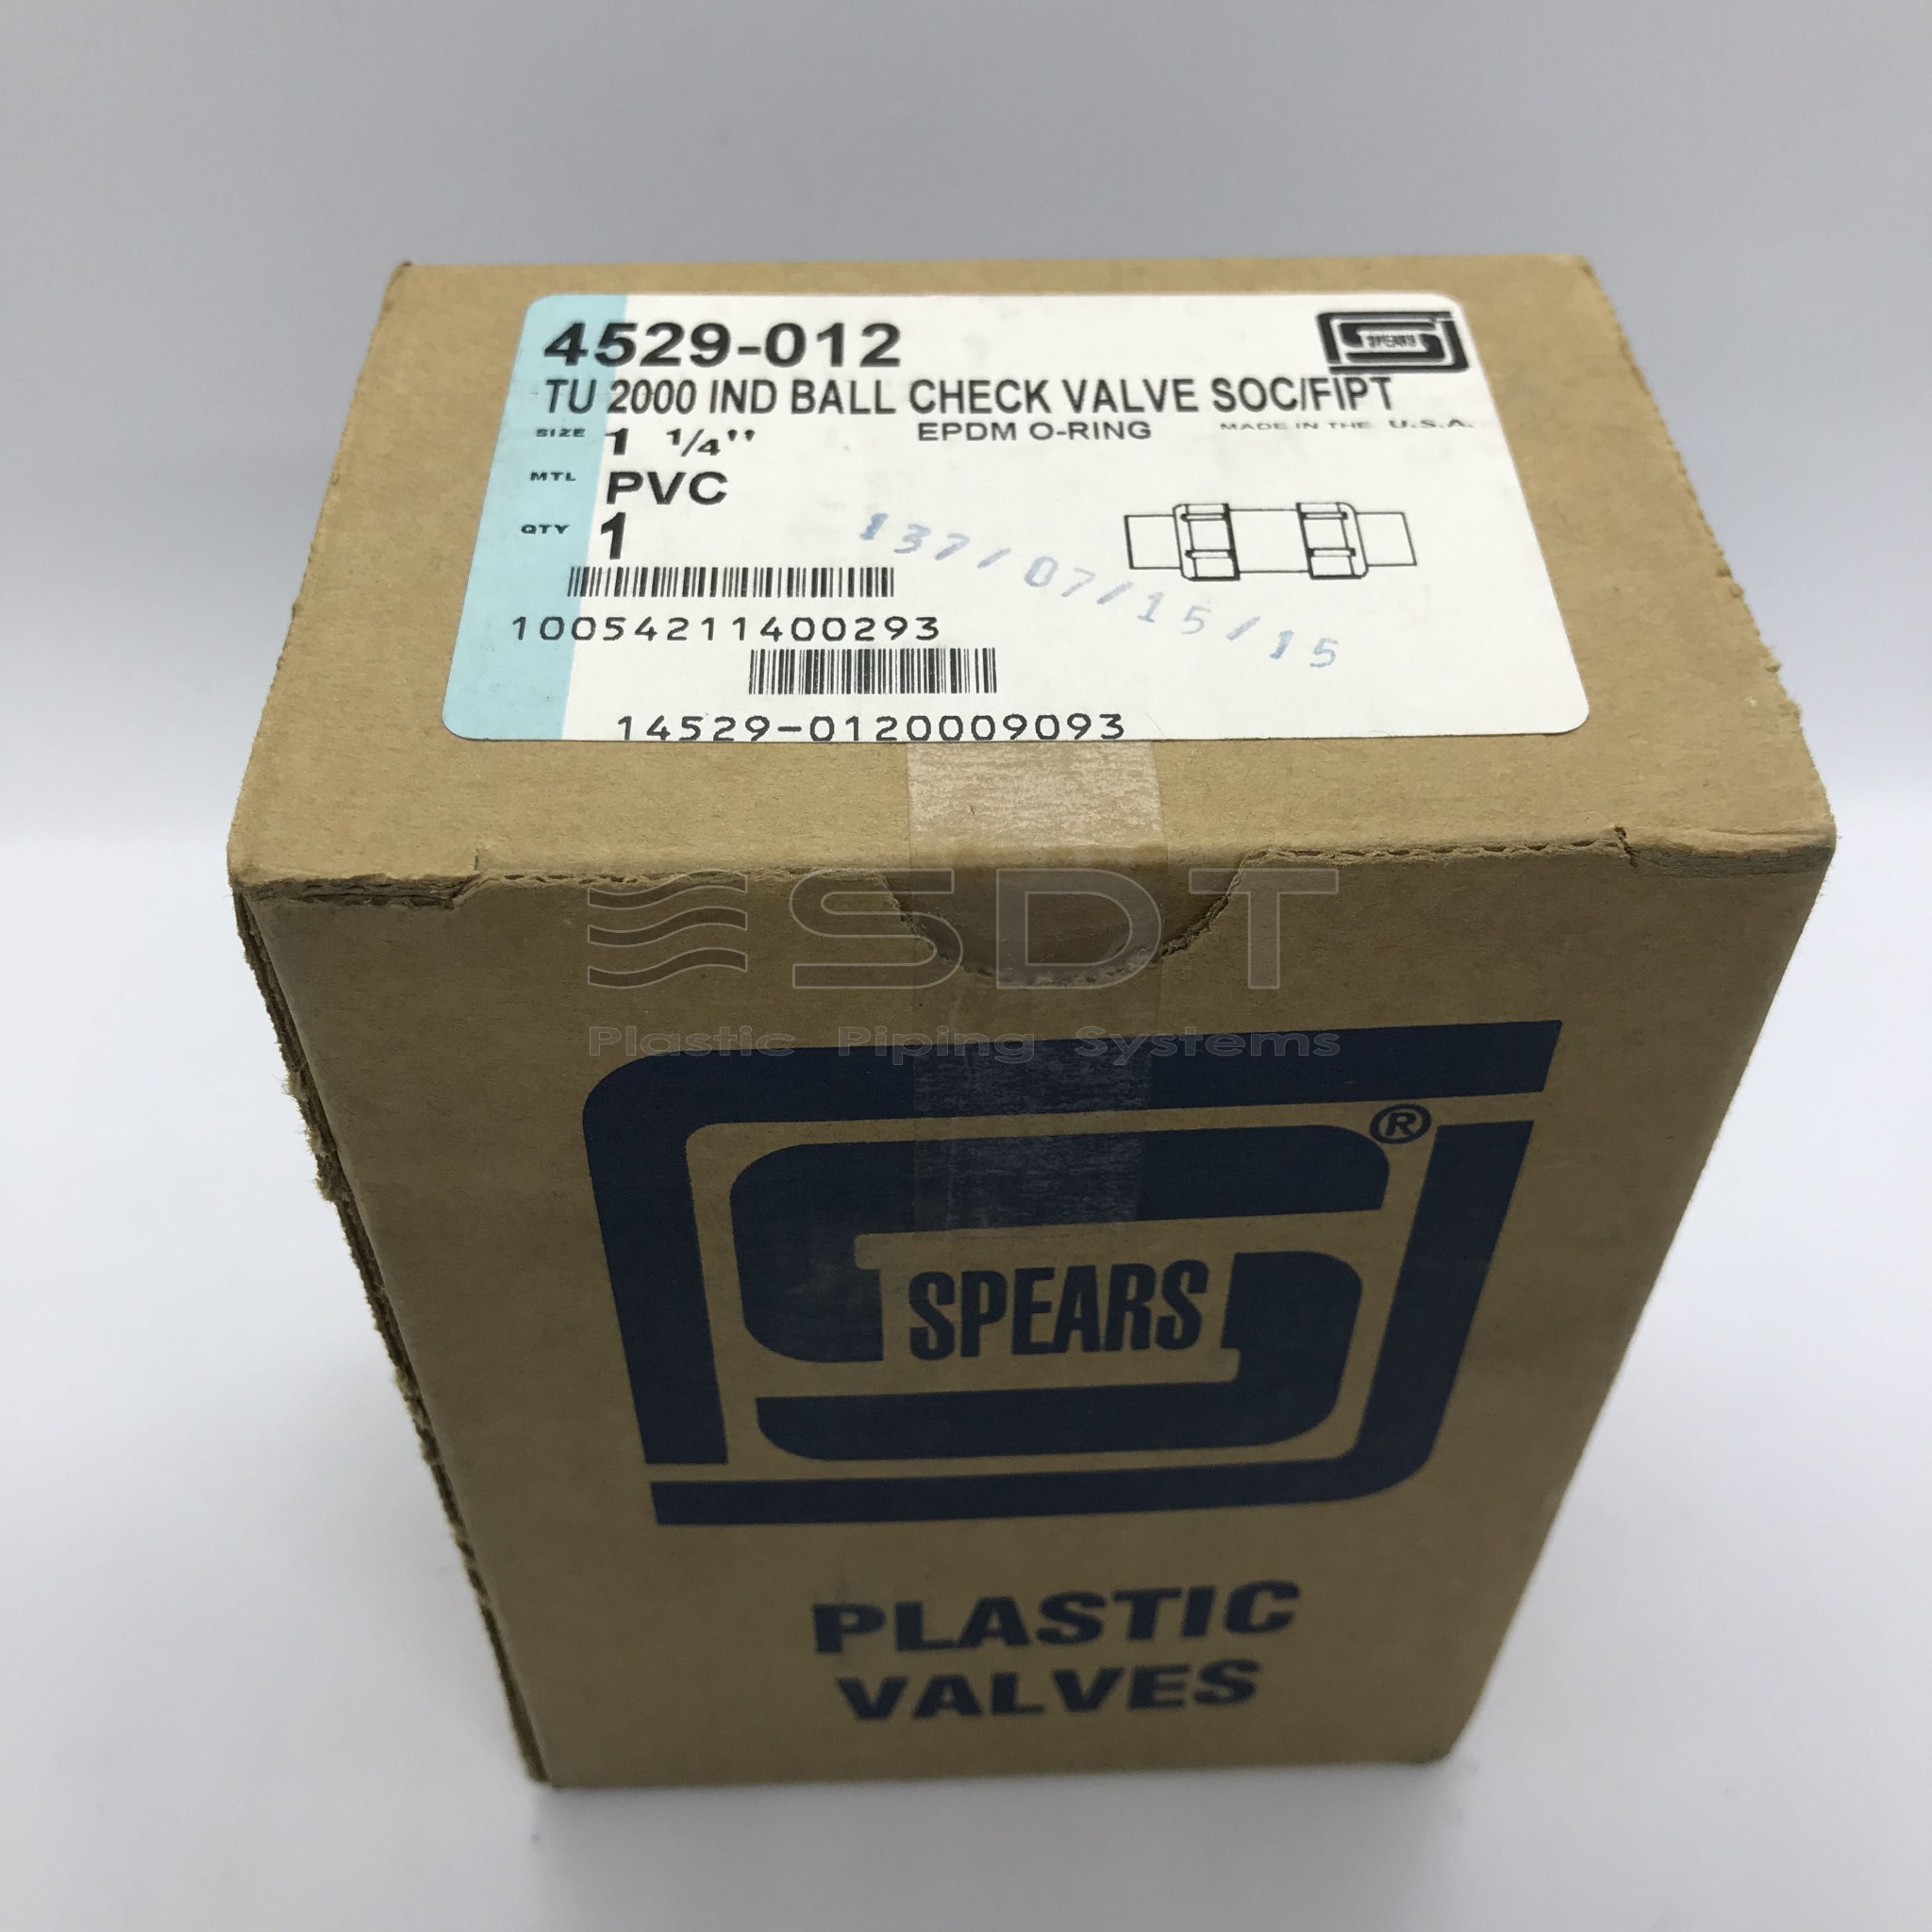 4529-012
SPEARS
TU 2000 IND BALL CHECK VALVE SOC/FIPT
SIZE 1 1/4" EPDM O-RING MADE IN THE U.S.A.
MTL PVC
QTY 1
137/07/15/15
10054211400293
14529-0120009093
SDT
Plastic Piping Systems
®
SPEARS
PLASTIC
VALVES